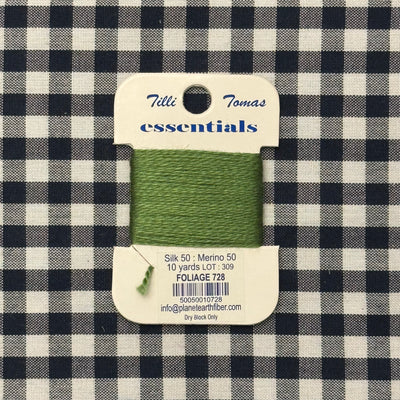 Tilli Tomas
essentials
Silk 50 : Merino 50
10 yards LOT : 309
FOLIAGE 728
50050010728
info@planetearthfiber.com
Dry Block Only